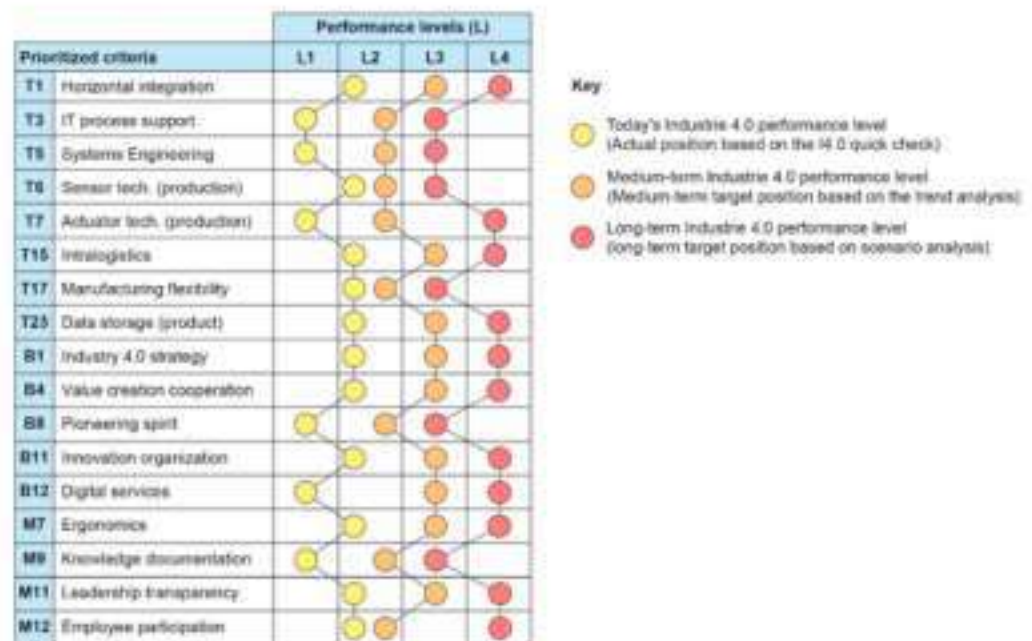 Performance levels (L)
Prioritized criteria L1 L2 L3 L4
T1 Horizontal integration
T3 IT process support
T5 Systems Engineering
T6 Sensor tech. (production)
T7 Actuator tech. (production)
T15 Intralogistics
T17 Manufacturing flexibility
T23 Data storage (product)
B1 Industry 4.0 strategy
B4 Value creation cooperation
B8 Pioneering spirit
B11 Innovation organization
B12 Digital services
M7 Ergonomics
M9 Knowledge documentation
M11 Leadership transparency
M12 Employee participation
Key
Today's Industrie 4.0 performance level
(Actual position based on the I4.0 quick check)
Medium-term Industrie 4.0 performance level
(Medium-term target position based on the trend analysis)
Long-term Industrie 4.0 performance level
(long-term target position based on scenario analysis)